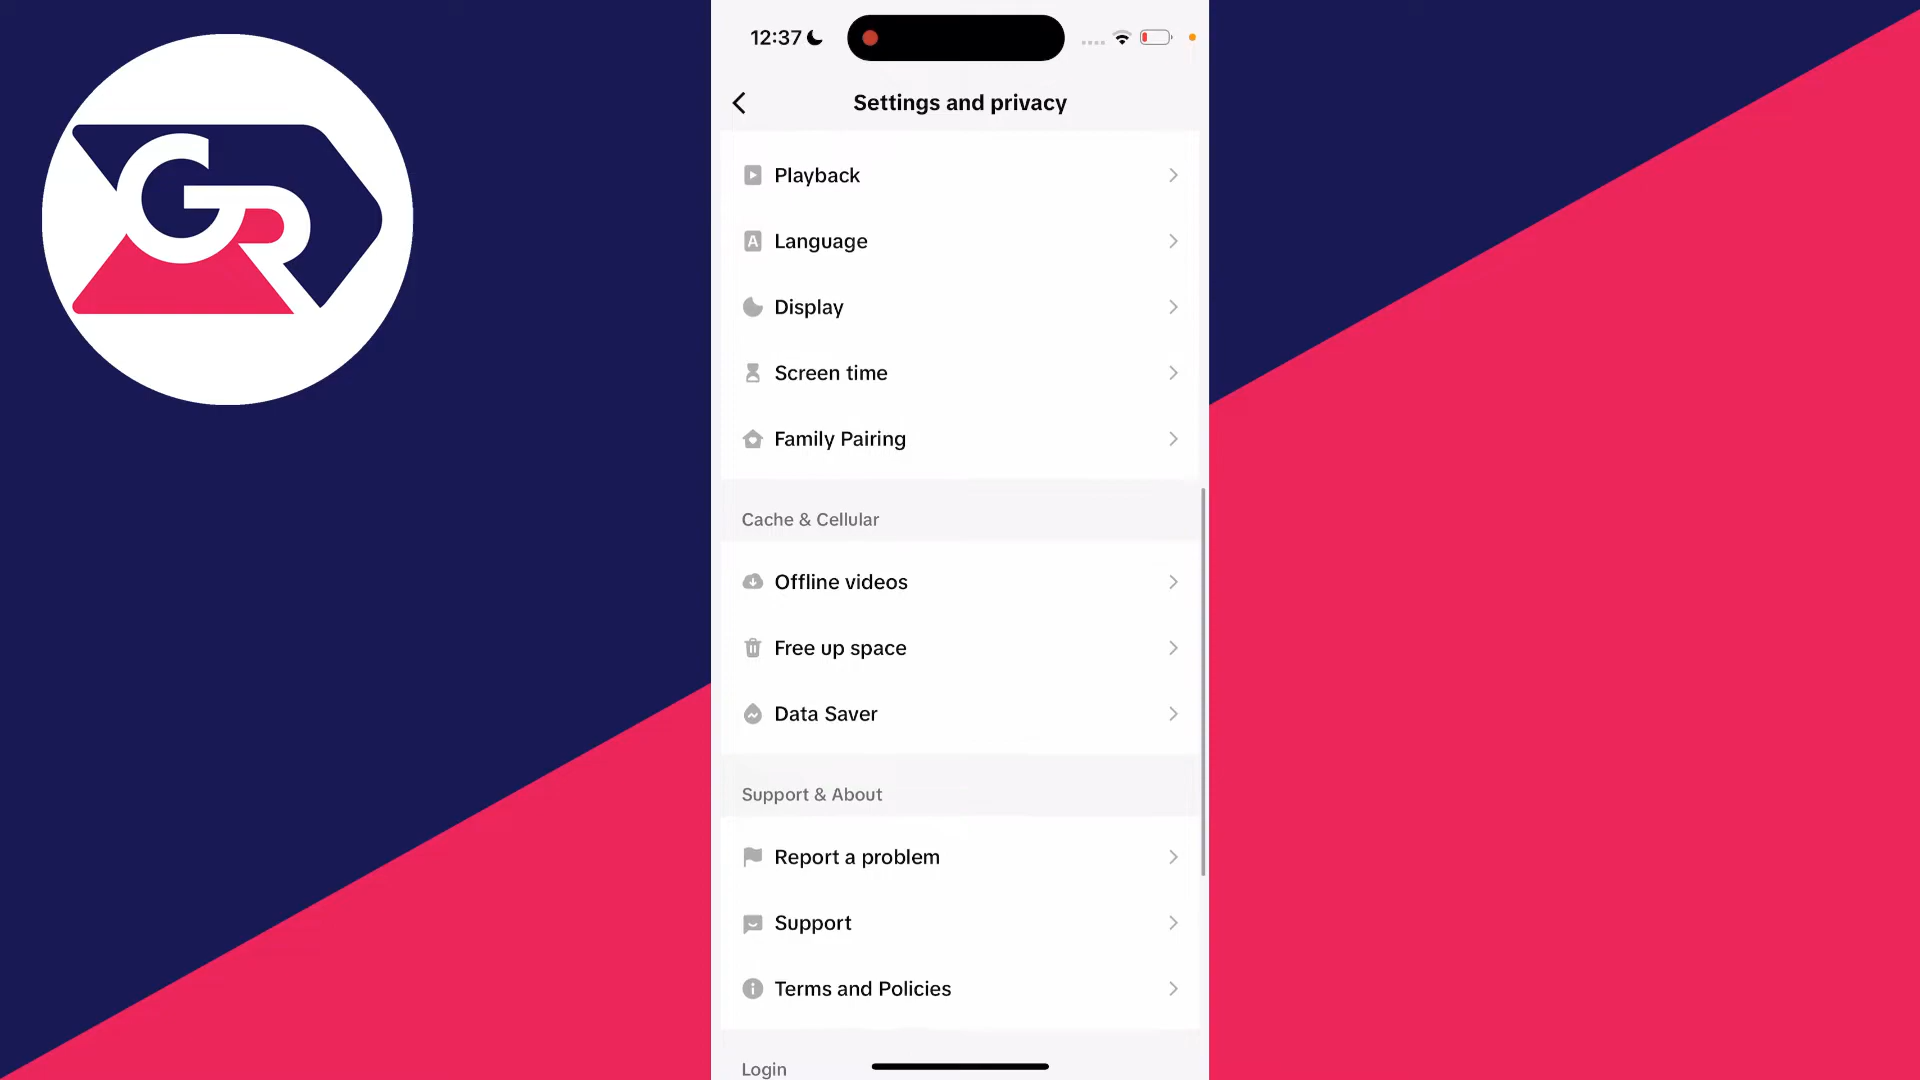 GR
12:37
Settings and privacy
Playback
Language
Display
Screen time
Family Pairing
Cache & Cellular
Offline videos
Free up space
Data Saver
Support & About
Report a problem
Support
Terms and Policies
Login